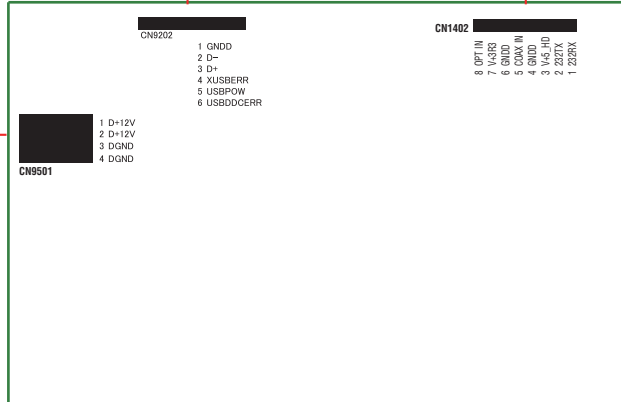 CN9202
1 GNDD
2 D−
3 D+
4 XUSBERR
5 USBPOW
6 USBDDCERR
CN1402
8 OPT IN
7 V+3R3
6 GNDD
5 COAX IN
4 GNDD
3 V+5_HD
2 232TX
1 232RX
1 D+12V
2 D+12V
3 DGND
4 DGND
CN9501